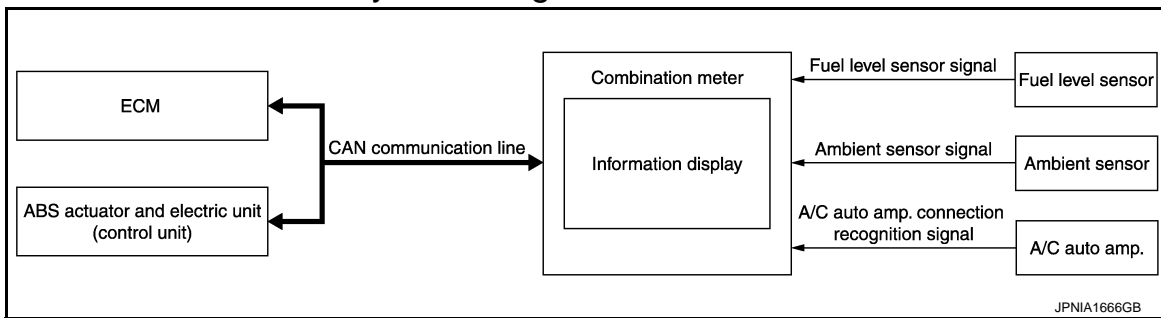 ECM
ABS actuator and electric unit
(control unit)
CAN communication line
Combination meter
Information display
Fuel level sensor signal
Fuel level sensor
Ambient sensor signal
Ambient sensor
A/C auto amp. connection
recognition signal
A/C auto amp.
JPNIA1666GB